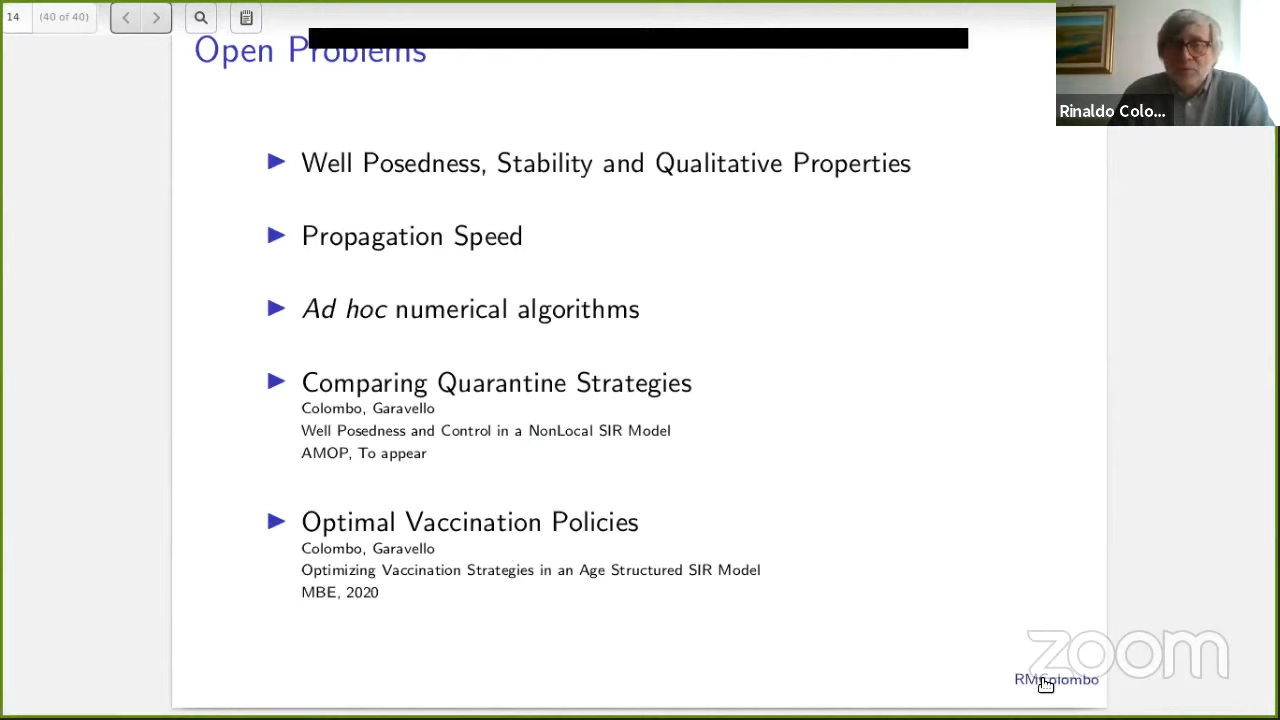 14 (40 of 40)
Open Problems
Rinaldo Colo...
Well Posedness, Stability and Qualitative Properties
Propagation Speed
Ad hoc numerical algorithms
Comparing Quarantine Strategies
Colombo, Garavello
Well Posedness and Control in a NonLocal SIR Model
AMOP, To appear
Optimal Vaccination Policies
Colombo, Garavello
Optimizing Vaccination Strategies in an Age Structured SIR Model
MBE, 2020
zoom
RMColombo